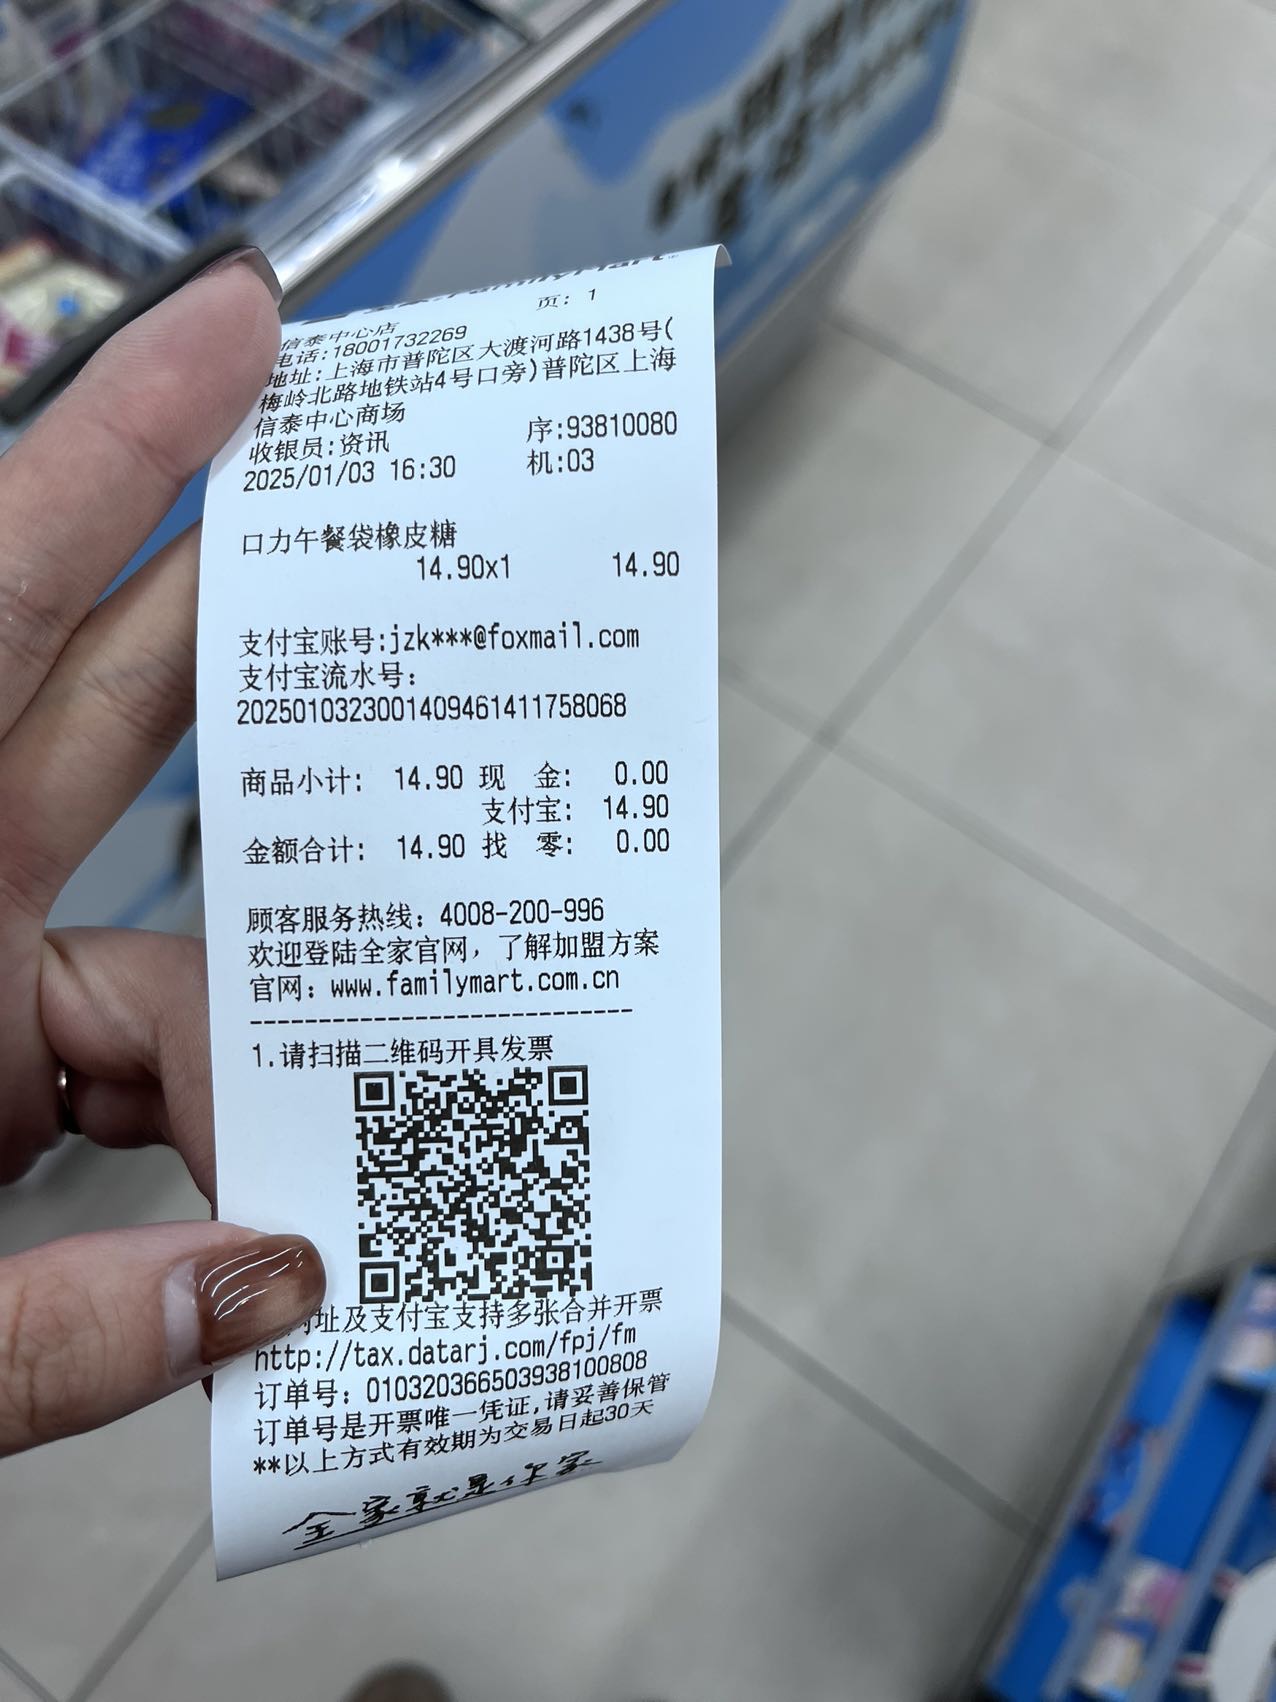 FamilyMart
页: 1
信泰中心店
电话:18001732269
地址:上海市普陀区大渡河路1438号(
梅岭北路地铁站4号口旁)普陀区上海
信泰中心商场
收银员:资讯 序:93810080
2025/01/03 16:30 机:03
口力午餐袋橡皮糖
14.90x1 14.90
支付宝账号:jzk***@foxmail.com
支付宝流水号:
2025010323001409461411758068
商品小计: 14.90 现 金: 0.00
支付宝: 14.90
金额合计: 14.90 找 零: 0.00
顾客服务热线: 4008-200-996
欢迎登陆全家官网, 了解加盟方案
官网: www.familymart.com.cn
----------------------------
1.请扫描二维码开具发票
网址及支付宝支持多张合并开票
http://tax.datarj.com/fpj/fm
订单号: 0103203665039381008​08
订单号是开票唯一凭证,请妥善保管
**以上方式有效期为交易日起30天
全家就是你家